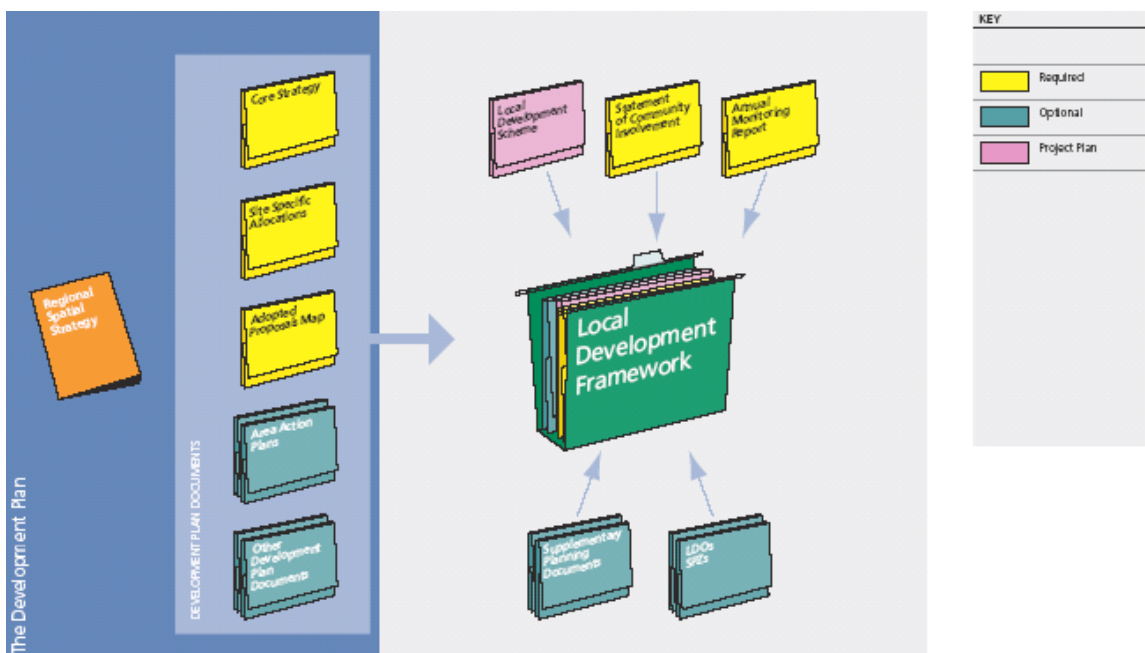 The Development Plan
Regional
Spatial
Strategy
DEVELOPMENT PLAN DOCUMENTS
Core Strategy
Site Specific
Allocations
Adopted
Proposals Map
Area Action
Plans
Other
Development
Plan
Documents
Local
Development
Scheme
Statement
of Community
Involvement
Annual
Monitoring
Report
Local
Development
Framework
Supplementary
Planning
Documents
LDOs
SPZs
KEY
Required
Optional
Project Plan